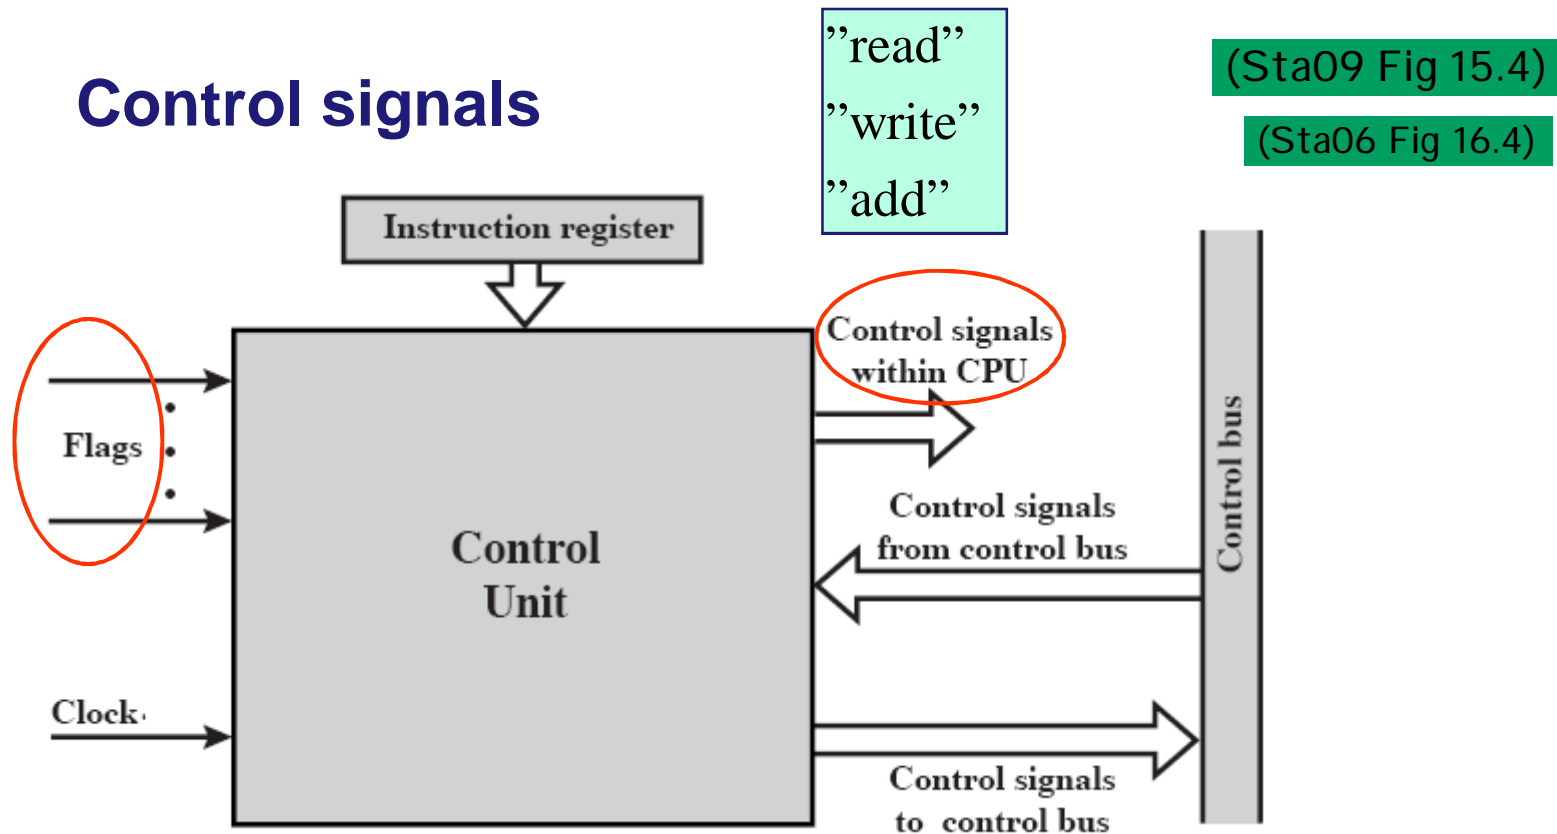 Control signals
”read”
”write”
”add”
(Sta09 Fig 15.4)
(Sta06 Fig 16.4)
Instruction register
Flags
Clock
Control
Unit
Control signals
within CPU
Control signals
from control bus
Control signals
to control bus
Control bus